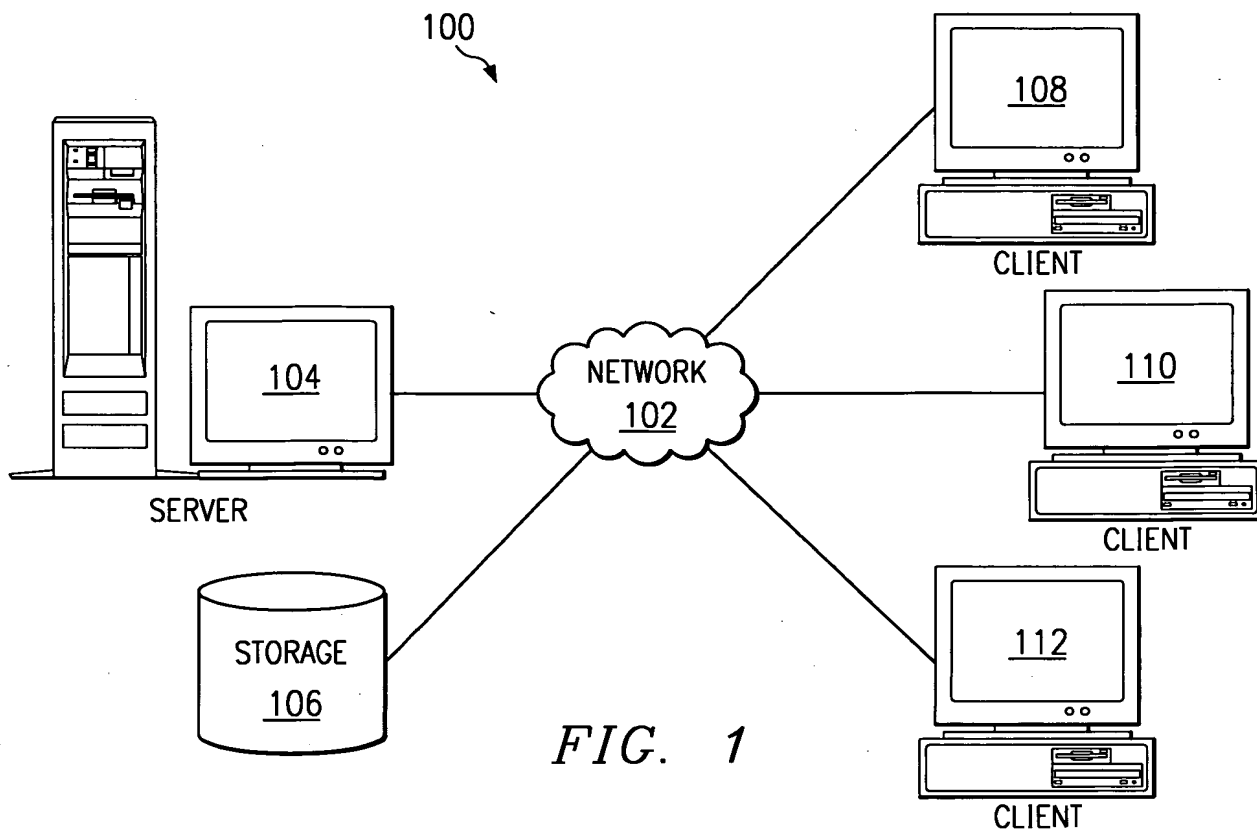 100
108
CLIENT
104
SERVER
NETWORK
102
110
CLIENT
STORAGE
106
112
CLIENT
FIG. 1